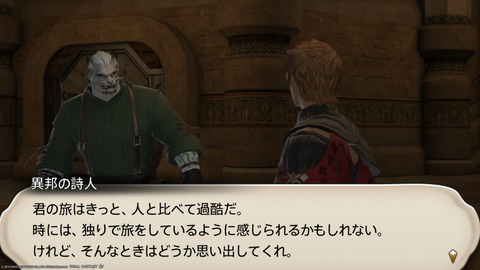 異邦の詩人
君の旅はきっと、人と比べて過酷だ。
時には、独りで旅をしているように感じられるかもしれない。
けれど、そんなときはどうか思い出してくれ。
FINAL FANTASY XIV